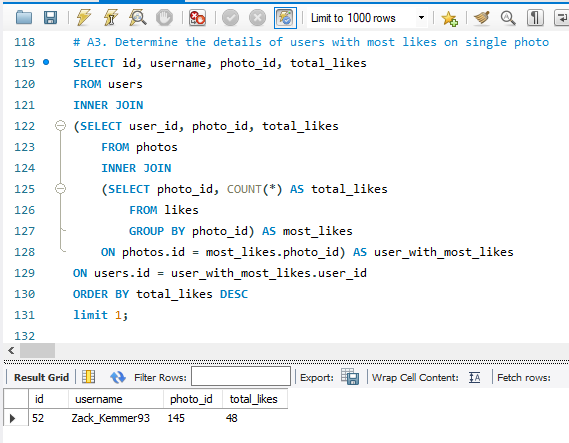 Limit to 1000 rows
118 # A3. Determine the details of users with most likes on single photo
119 SELECT id, username, photo_id, total_likes
120 FROM users
121 INNER JOIN
122 (SELECT user_id, photo_id, total_likes
123 FROM photos
124 INNER JOIN
125 (SELECT photo_id, COUNT(*) AS total_likes
126 FROM likes
127 GROUP BY photo_id) AS most_likes
128 ON photos.id = most_likes.photo_id) AS user_with_most_likes
129 ON users.id = user_with_most_likes.user_id
130 ORDER BY total_likes DESC
131 limit 1;
132
Result Grid Filter Rows: Export: Wrap Cell Content: Fetch rows:
id username photo_id total_likes
52 Zack_Kemmer93 145 48